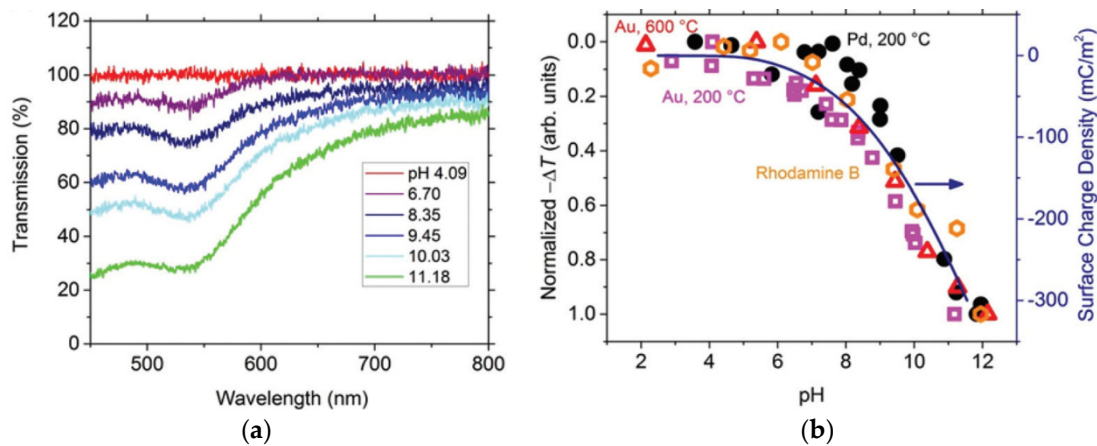 Transmission (%)
120
100
80
60
40
20
0
pH 4.09
6.70
8.35
9.45
10.03
11.18
500
600
700
800
Wavelength (nm)
(a)
Normalized −ΔT (arb. units)
0.0
0.2
0.4
0.6
0.8
1.0
Au, 600 °C
Pd, 200 °C
Au, 200 °C
Rhodamine B
2
4
6
8
10
12
pH
0
-100
-200
-300
Surface Charge Density (mC/m²)
(b)